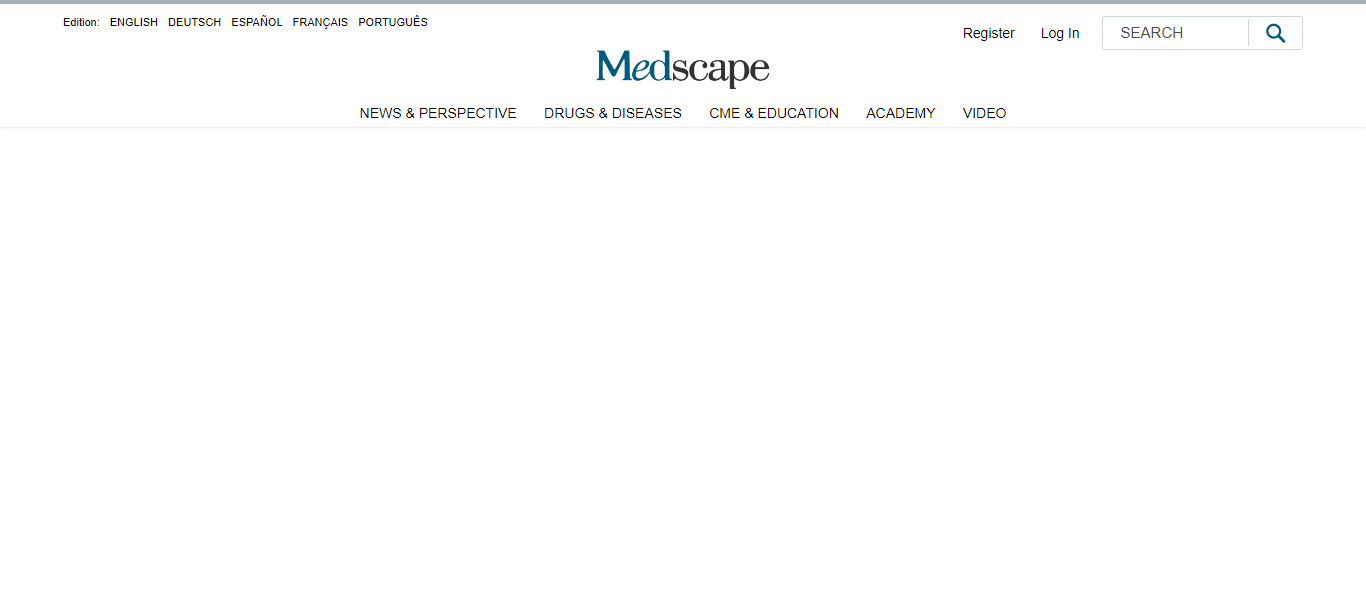 Edition: ENGLISH DEUTSCH ESPAÑOL FRANÇAIS PORTUGUÊS
Register Log In SEARCH
Medscape
NEWS & PERSPECTIVE DRUGS & DISEASES CME & EDUCATION ACADEMY VIDEO